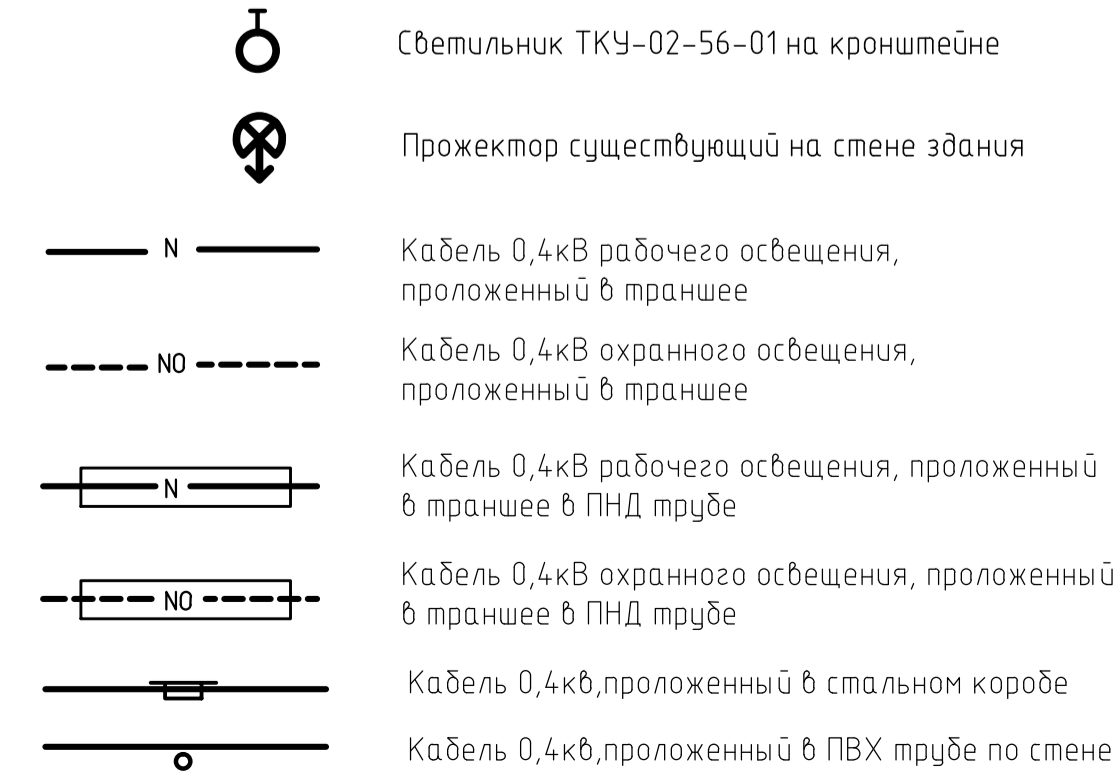 Светильник ТКУ-02-56-01 на кронштейне
Прожектор существующий на стене здания
N
Кабель 0,4кВ рабочего освещения,
проложенный в траншее
NO
Кабель 0,4кВ охранного освещения,
проложенный в траншее
N
Кабель 0,4кВ рабочего освещения, проложенный
в траншее в ПНД трубе
NO
Кабель 0,4кВ охранного освещения, проложенный
в траншее в ПНД трубе
Кабель 0,4кв,проложенный в стальном коробе
Кабель 0,4кв,проложенный в ПВХ трубе по стене